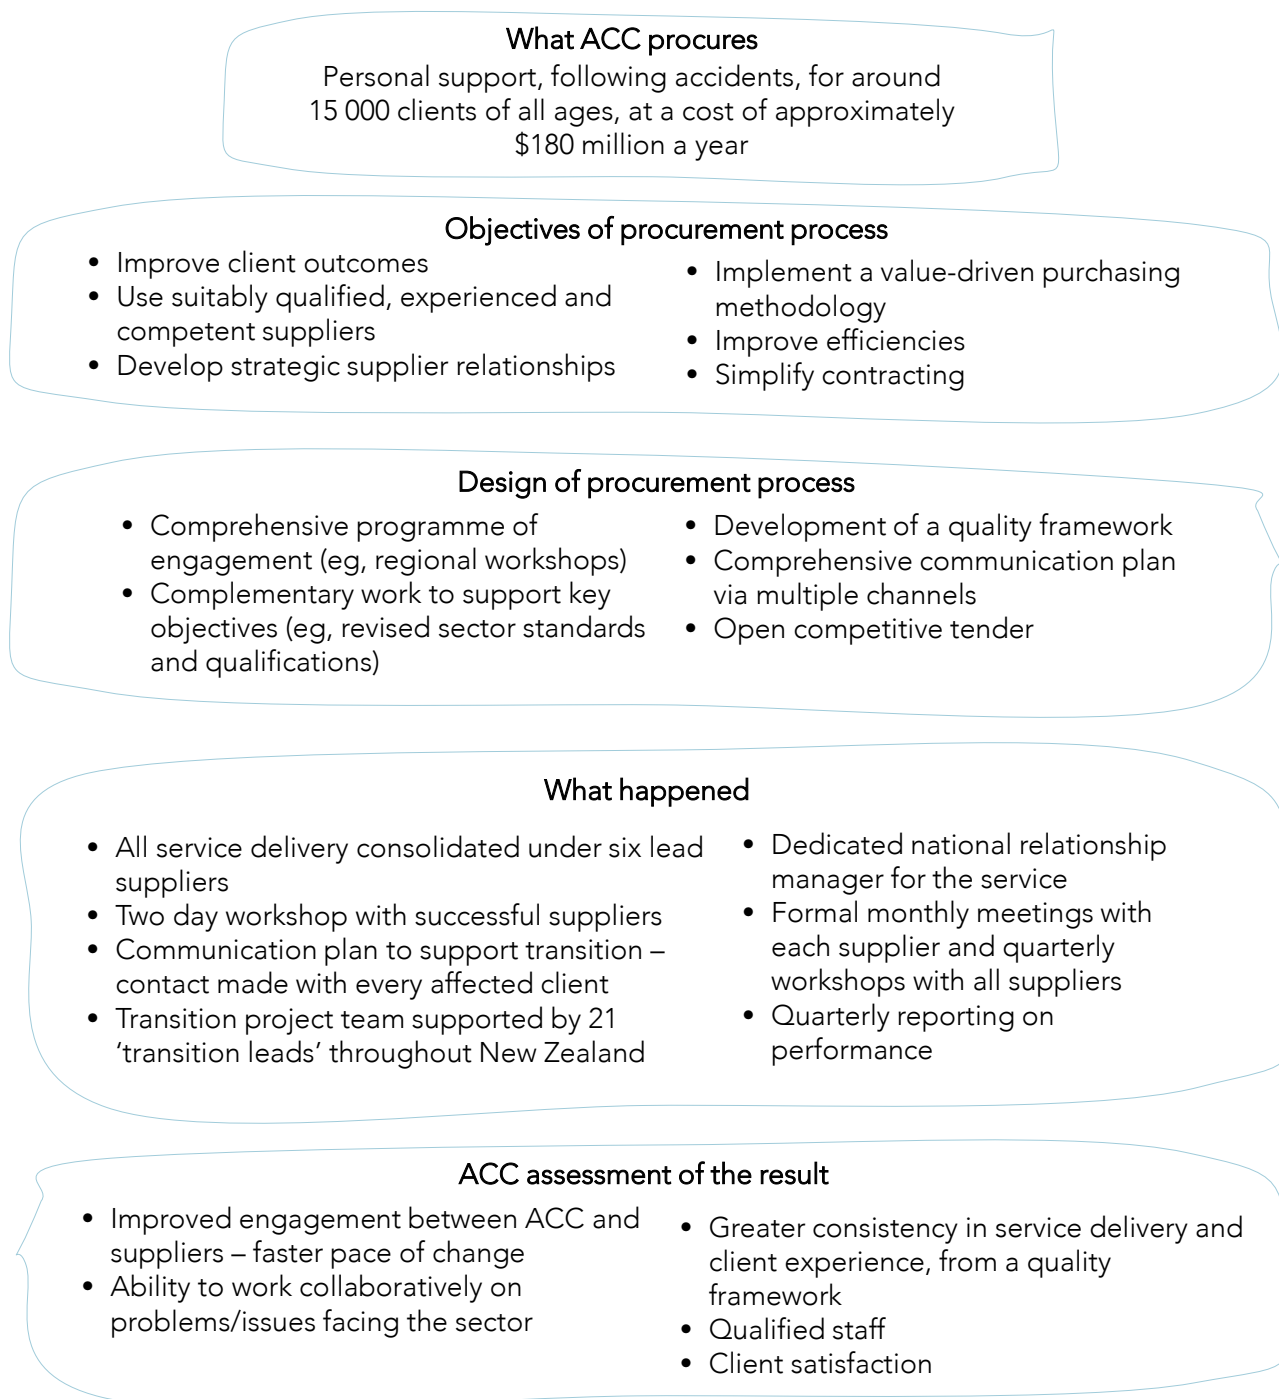 What ACC procures
Personal support, following accidents, for around
15 000 clients of all ages, at a cost of approximately
$180 million a year
Objectives of procurement process
• Improve client outcomes
• Use suitably qualified, experienced and
competent suppliers
• Develop strategic supplier relationships
• Implement a value-driven purchasing
methodology
• Improve efficiencies
• Simplify contracting
Design of procurement process
• Comprehensive programme of
engagement (eg, regional workshops)
• Complementary work to support key
objectives (eg, revised sector standards
and qualifications)
• Development of a quality framework
• Comprehensive communication plan
via multiple channels
• Open competitive tender
What happened
• All service delivery consolidated under six lead
suppliers
• Two day workshop with successful suppliers
• Communication plan to support transition –
contact made with every affected client
• Transition project team supported by 21
‘transition leads’ throughout New Zealand
• Dedicated national relationship
manager for the service
• Formal monthly meetings with
each supplier and quarterly
workshops with all suppliers
• Quarterly reporting on
performance
ACC assessment of the result
• Improved engagement between ACC and
suppliers – faster pace of change
• Ability to work collaboratively on
problems/issues facing the sector
• Greater consistency in service delivery and
client experience, from a quality
framework
• Qualified staff
• Client satisfaction